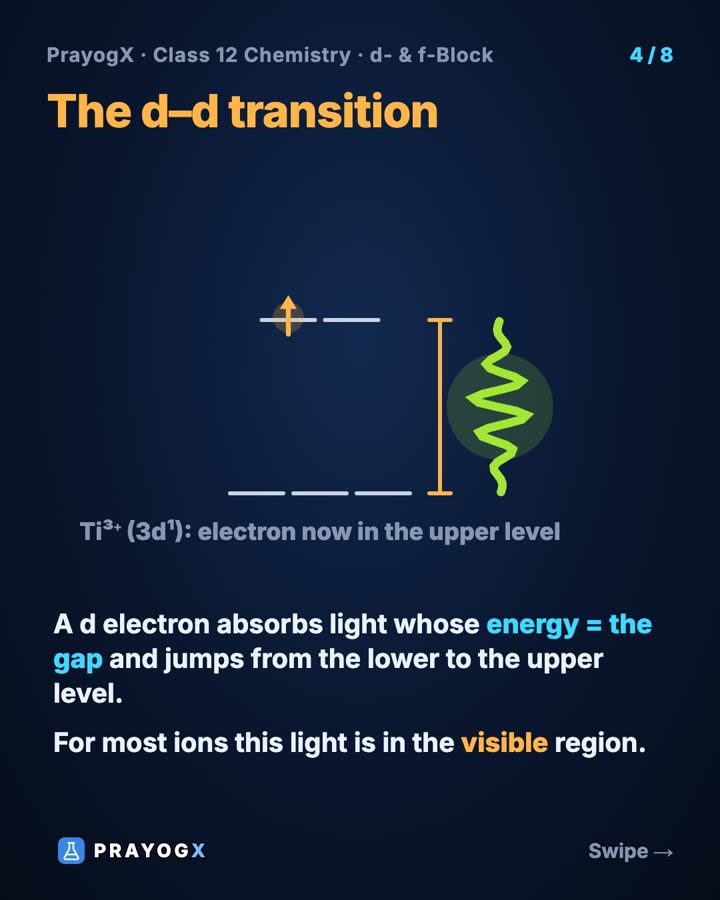 PrayogX · Class 12 Chemistry · d- & f-Block
4 / 8
The d–d transition
Ti³⁺ (3d¹): electron now in the upper level
A d electron absorbs light whose energy = the
gap and jumps from the lower to the upper
level.
For most ions this light is in the visible region.
PRAYOGX
Swipe →